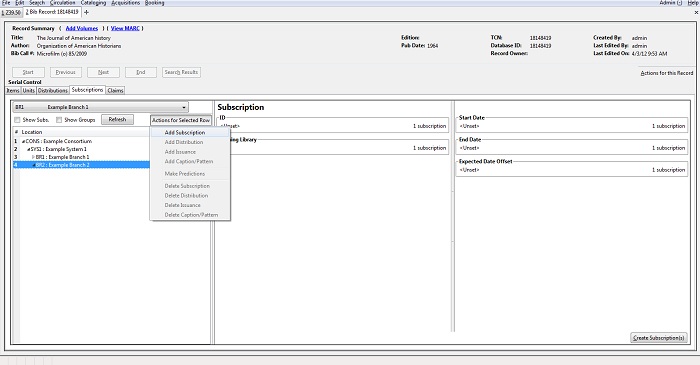 File Edit Search Circulation Cataloging Acquisitions Booking Admin (-) Help
1 Z39.50 2 Bib Record: 18148419 +
Record Summary ( Add Volumes ) ( View MARC )
Title: The Journal of American history Edition: TCN: 18148419 Created By: admin
Author: Organization of American Historians Pub Date: 1964 Database ID: 18148419 Last Edited By: admin
Bib Call #: Microfilm (o) 85/2009 Record Owner: Last Edited On: 4/3/12 9:53 AM
Start Previous Next End Search Results Actions for this Record
Serial Control
Items Units Distributions Subscriptions Claims
BR1 Example Branch 1
Show Subs. Show Groups Refresh Actions for Selected Row
# Location
1 CONS : Example Consortium
2 SYS1 : Example System 1
3 BR1 : Example Branch 1
4 BR2 : Example Branch 2
Add Subscription
Add Distribution
Add Issuance
Add Caption/Pattern
Make Predictions
Delete Subscription
Delete Distribution
Delete Issuance
Delete Caption/Pattern
Subscription
ID
<Unset> 1 subscription
Library
1 subscription
Start Date
<Unset> 1 subscription
End Date
<Unset> 1 subscription
Expected Date Offset
<Unset> 1 subscription
Create Subscription(s)